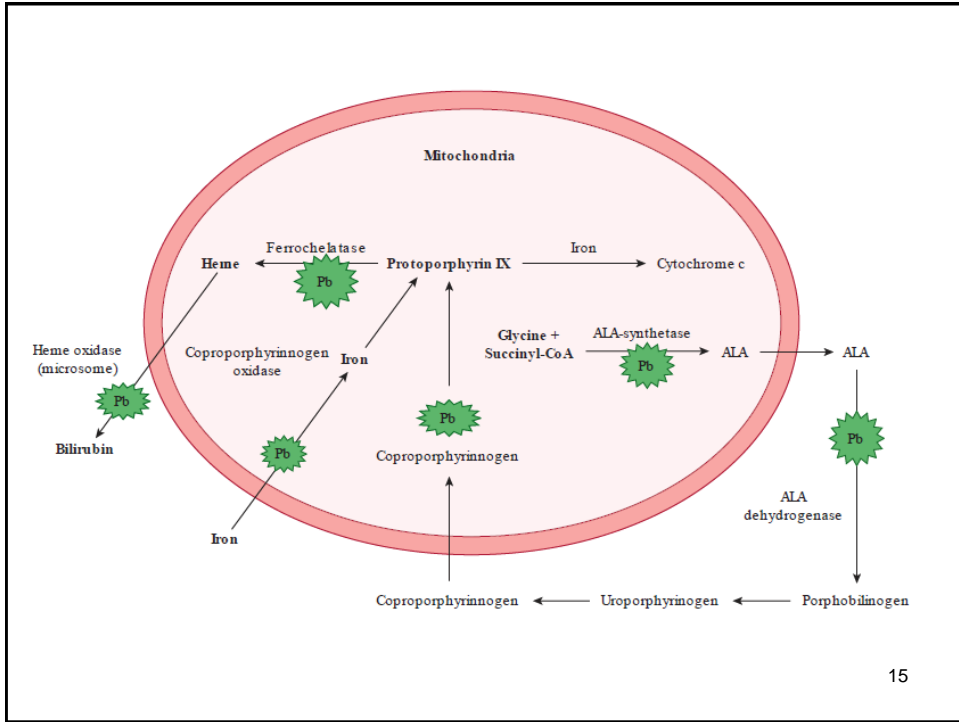 Mitochondria
Ferrochelatase
Iron
Heme
Pb
Protoporphyrin IX
Cytochrome c
Glycine +
Succinyl-CoA
ALA-synthetase
Pb
ALA
ALA
Heme oxidase
(microsome)
Coproporphyrinnogen
oxidase
Iron
Pb
Bilirubin
Pb
Pb
Pb
Coproporphyrinnogen
ALA
dehydrogenase
Iron
Coproporphyrinnogen
Uroporphyrinogen
Porphobilinogen
15